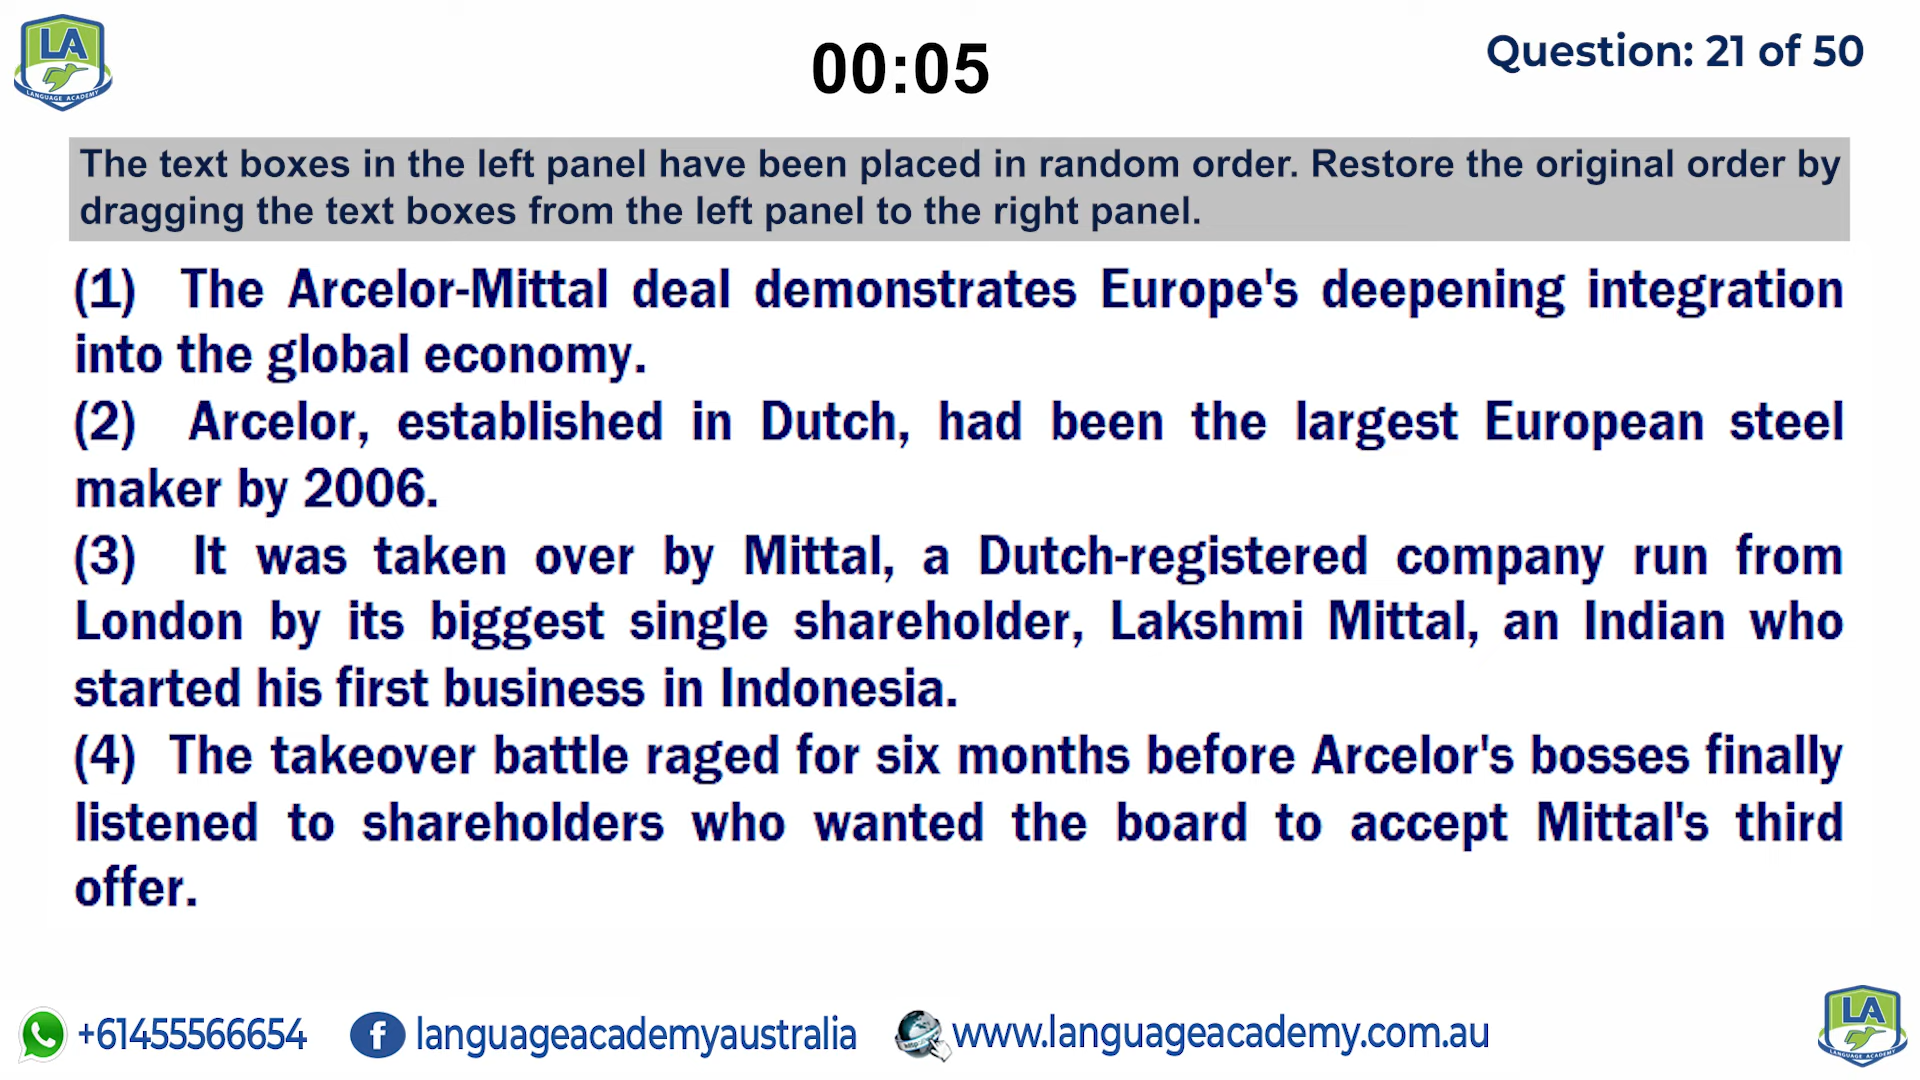 LA
LANGUAGE ACADEMY
00:05
Question: 21 of 50
The text boxes in the left panel have been placed in random order. Restore the original order by
dragging the text boxes from the left panel to the right panel.
(1) The Arcelor-Mittal deal demonstrates Europe's deepening integration
into the global economy.
(2) Arcelor, established in Dutch, had been the largest European steel
maker by 2006.
(3) It was taken over by Mittal, a Dutch-registered company run from
London by its biggest single shareholder, Lakshmi Mittal, an Indian who
started his first business in Indonesia.
(4) The takeover battle raged for six months before Arcelor's bosses finally
listened to shareholders who wanted the board to accept Mittal's third
offer.
+61455566654
f languageacademyaustralia
www.languageacademy.com.au
LA
LANGUAGE ACADEMY